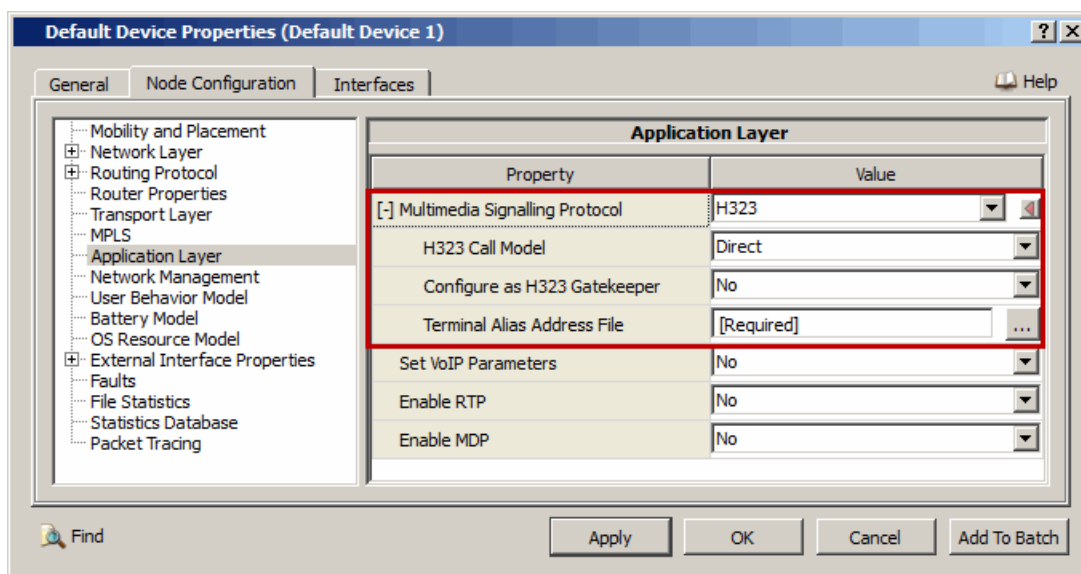 Default Device Properties (Default Device 1)
General Node Configuration Interfaces Help
Mobility and Placement
Network Layer
Routing Protocol
Router Properties
Transport Layer
MPLS
Application Layer
Network Management
User Behavior Model
Battery Model
OS Resource Model
External Interface Properties
Faults
File Statistics
Statistics Database
Packet Tracing
Application Layer
Property Value
[-] Multimedia Signalling Protocol H323
H323 Call Model Direct
Configure as H323 Gatekeeper No
Terminal Alias Address File [Required] ...
Set VoIP Parameters No
Enable RTP No
Enable MDP No
Find Apply OK Cancel Add To Batch